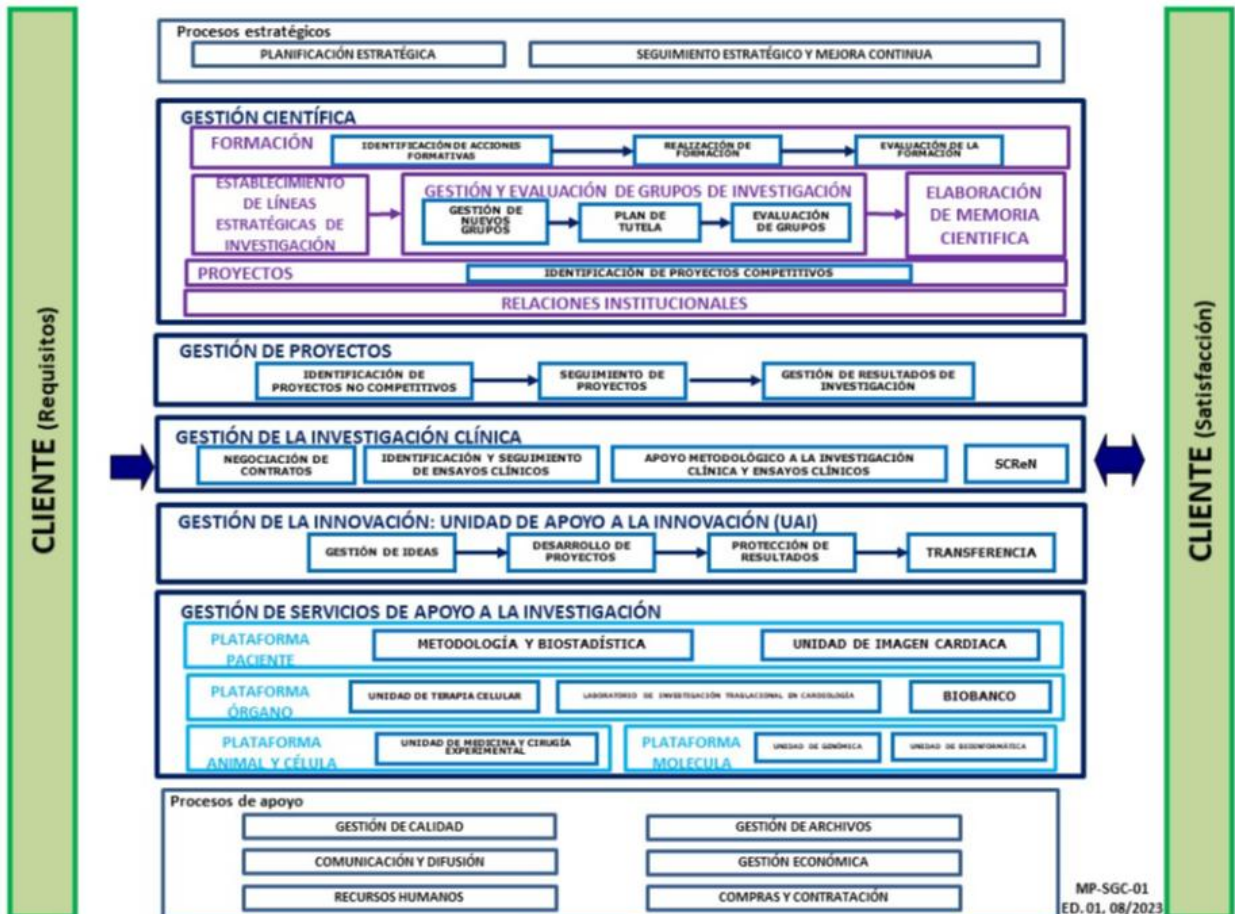 CLIENTE (Requisitos)
Procesos estratégicos
PLANIFICACIÓN ESTRATÉGICA
SEGUIMIENTO ESTRATÉGICO Y MEJORA CONTINUA
GESTIÓN CIENTÍFICA
FORMACIÓN
IDENTIFICACIÓN DE ACCIONES
FORMATIVAS
REALIZACIÓN DE
FORMACIÓN
EVALUACIÓN DE LA
FORMACIÓN
ESTABLECIMIENTO
DE LÍNEAS
ESTRATÉGICAS DE
INVESTIGACIÓN
GESTIÓN Y EVALUACIÓN DE GRUPOS DE INVESTIGACIÓN
GESTIÓN DE
NUEVOS
GRUPOS
PLAN DE
TUTELA
EVALUACIÓN
DE GRUPOS
ELABORACIÓN
DE MEMORIA
CIENTIFICA
PROYECTOS
IDENTIFICACIÓN DE PROYECTOS COMPETITIVOS
RELACIONES INSTITUCIONALES
GESTIÓN DE PROYECTOS
IDENTIFICACIÓN DE
PROYECTOS NO COMPETITIVOS
SEGUIMIENTO DE
PROYECTOS
GESTIÓN DE RESULTADOS DE
INVESTIGACIÓN
GESTIÓN DE LA INVESTIGACIÓN CLÍNICA
NEGOCIACIÓN DE
CONTRATOS
IDENTIFICACIÓN Y SEGUIMIENTO
DE ENSAYOS CLÍNICOS
APOYO METODOLÓGICO A LA INVESTIGACIÓN
CLÍNICA Y ENSAYOS CLÍNICOS
SCReN
GESTIÓN DE LA INNOVACIÓN: UNIDAD DE APOYO A LA INNOVACIÓN (UAI)
GESTIÓN DE IDEAS
DESARROLLO DE
PROYECTOS
PROTECCIÓN DE
RESULTADOS
TRANSFERENCIA
GESTIÓN DE SERVICIOS DE APOYO A LA INVESTIGACIÓN
PLATAFORMA
PACIENTE
METODOLOGÍA Y BIOSTADÍSTICA
UNIDAD DE IMAGEN CARDIACA
PLATAFORMA
ÓRGANO
UNIDAD DE TERAPIA CELULAR
LABORATORIO DE INVESTIGACIÓN TRASLACIONAL EN CARDIOLOGÍA
BIOBANCO
PLATAFORMA
ANIMAL Y CÉLULA
UNIDAD DE MEDICINA Y CIRUGÍA
EXPERIMENTAL
PLATAFORMA
MOLECULA
UNIDAD DE GENÓMICA
UNIDAD DE BIOINFORMÁTICA
Procesos de apoyo
GESTIÓN DE CALIDAD
GESTIÓN DE ARCHIVOS
COMUNICACIÓN Y DIFUSIÓN
GESTIÓN ECONÓMICA
RECURSOS HUMANOS
COMPRAS Y CONTRATACIÓN
CLIENTE (Satisfacción)
MP-SGC-01
ED. 01, 08/2023